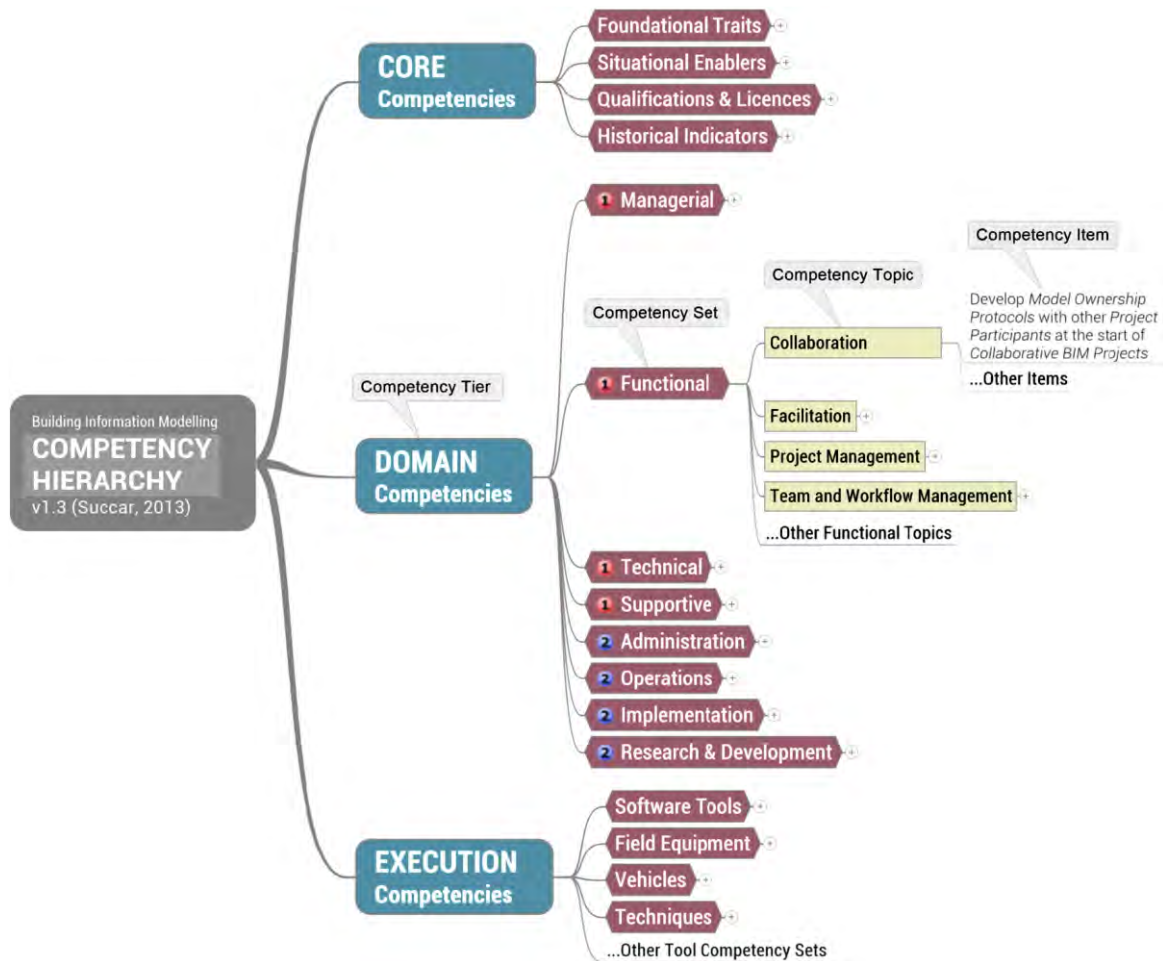 Building Information Modelling
COMPETENCY
HIERARCHY
v1.3 (Succar, 2013)
CORE
Competencies
Foundational Traits
Situational Enablers
Qualifications & Licences
Historical Indicators
Competency Tier
DOMAIN
Competencies
1 Managerial
Competency Set
1 Functional
Competency Topic
Collaboration
Competency Item
Develop Model Ownership
Protocols with other Project
Participants at the start of
Collaborative BIM Projects
...Other Items
Facilitation
Project Management
Team and Workflow Management
...Other Functional Topics
1 Technical
1 Supportive
2 Administration
2 Operations
2 Implementation
2 Research & Development
EXECUTION
Competencies
Software Tools
Field Equipment
Vehicles
Techniques
...Other Tool Competency Sets